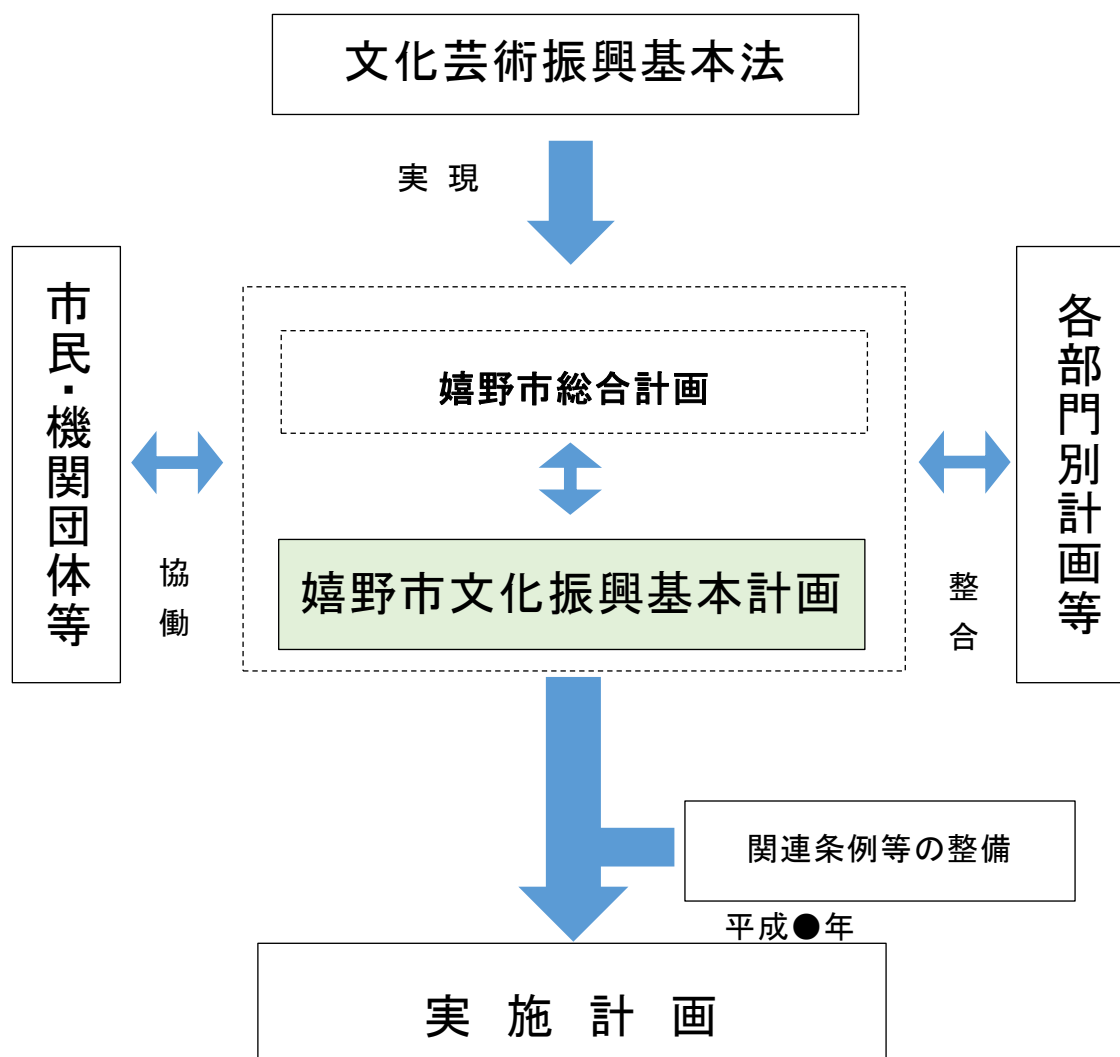 文化芸術振興基本法
実 現
市民・機関団体等
各部門別計画等
嬉野市総合計画
嬉野市文化振興基本計画
協働
整合
関連条例等の整備
平成●年
実 施 計 画